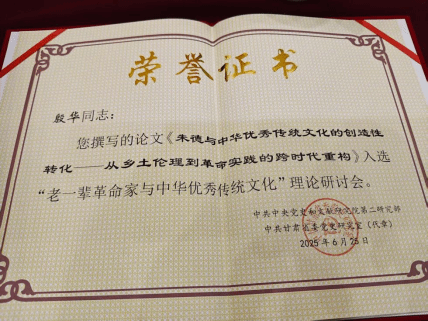 荣誉证书
殷华同志：
您撰写的论文《朱德与中华优秀传统文化的创造性
转化——从乡土伦理到革命实践的跨时代重构》入选
“老一辈革命家与中华优秀传统文化”理论研讨会。
中共中央党史和文献研究院第二研究部
中共甘肃省委党史研究室（代章）
2025年6月25日